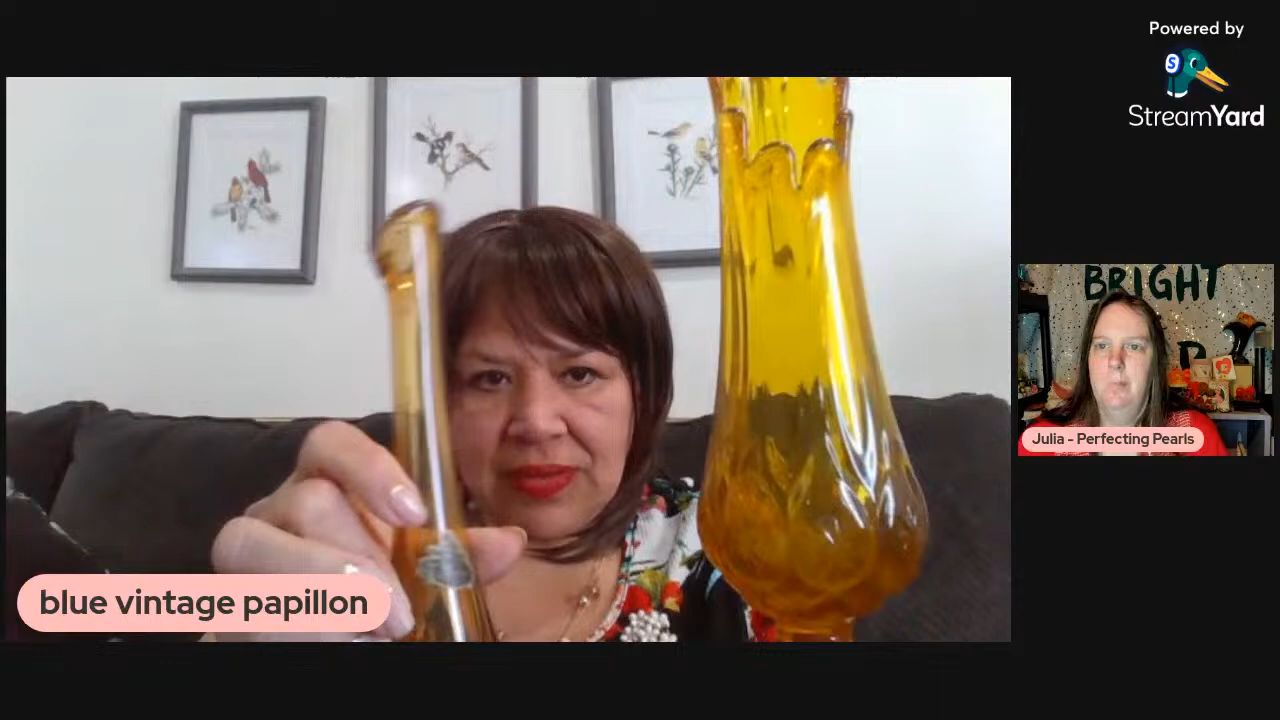 Powered by
S
StreamYard
BRIGHT
Julia - Perfecting Pearls
blue vintage papillon